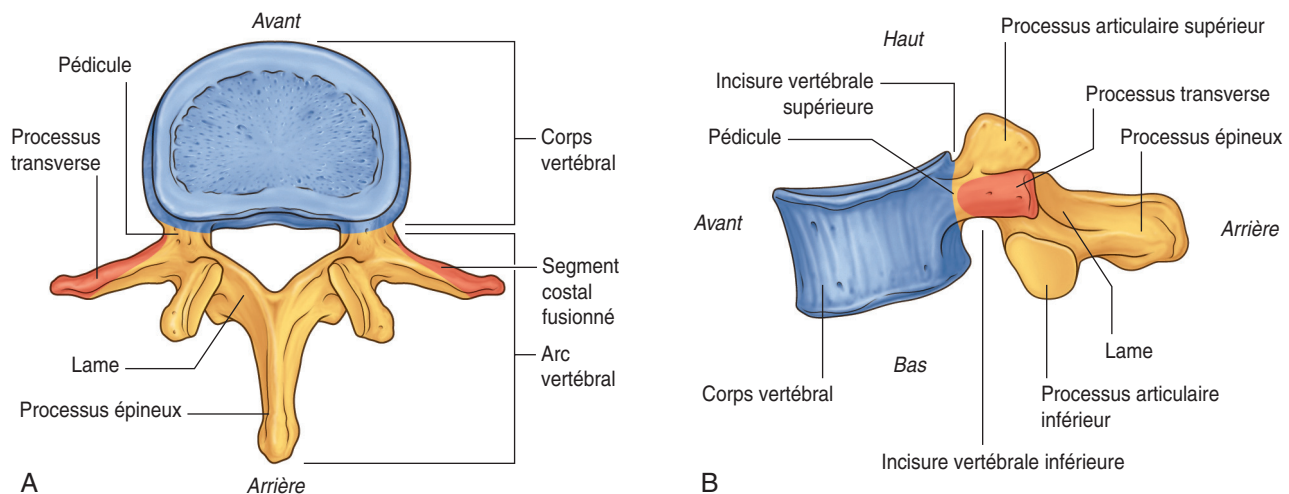 Avant
Pédicule
Processus
transverse
Corps
vertébral
Segment
costal
fusionné
Lame
Arc
vertébral
Processus épineux
A
Arrière
Processus articulaire supérieur
Haut
Incisure vertébrale
supérieure
Processus transverse
Pédicule
Processus épineux
Avant
Arrière
Lame
Bas
Corps vertébral
Processus articulaire
inférieur
Incisure vertébrale inférieure
B